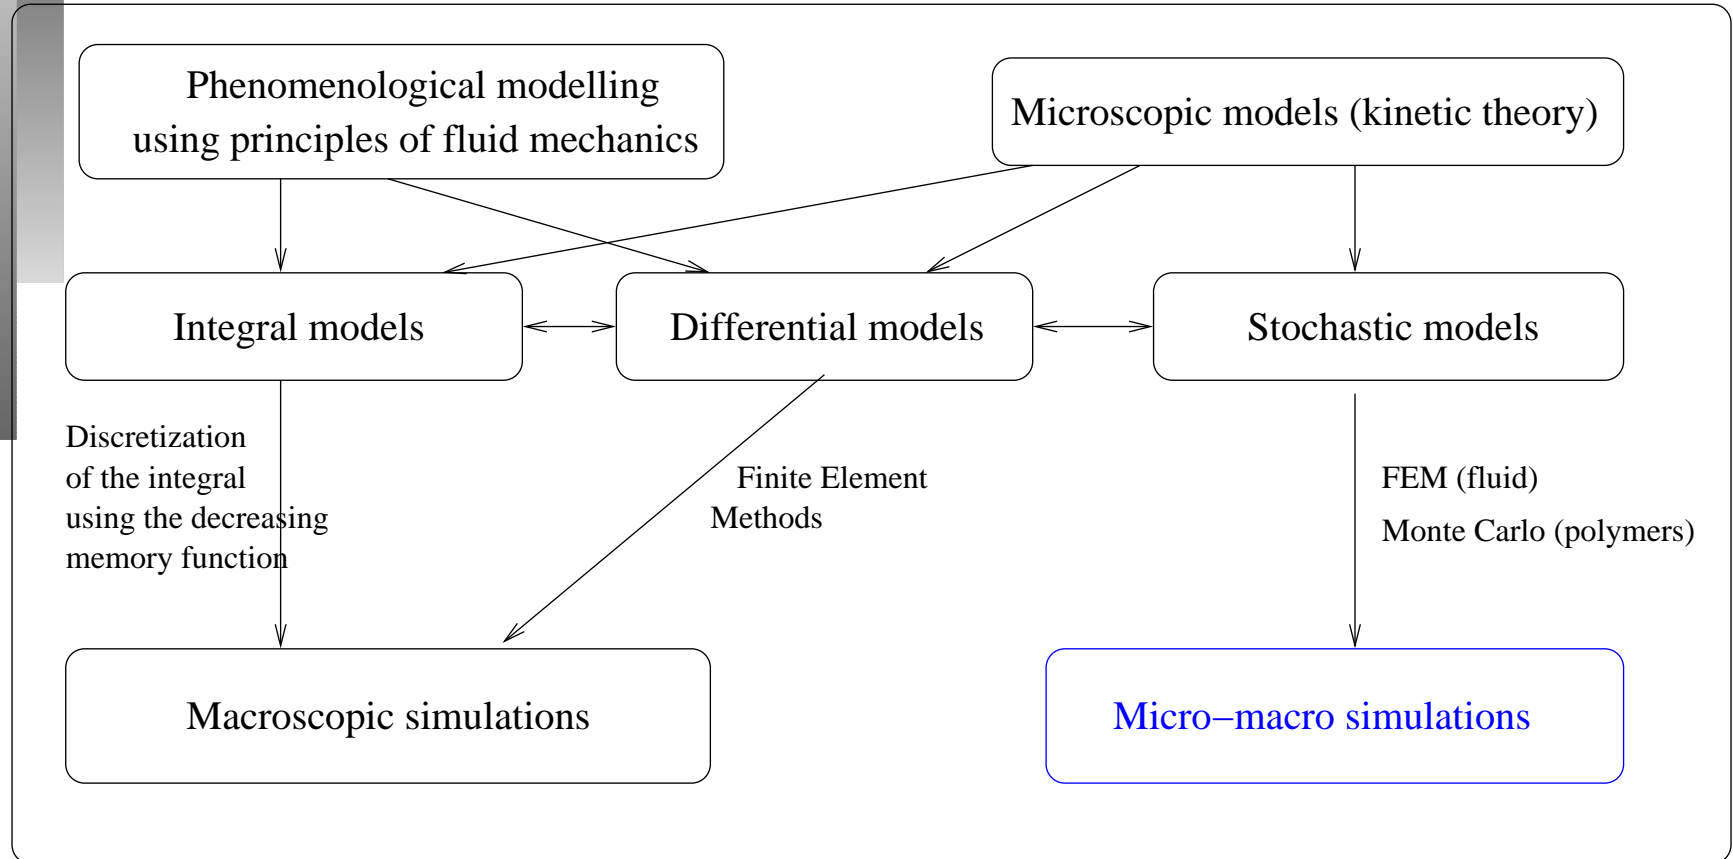 Phenomenological modelling
using principles of fluid mechanics
Microscopic models (kinetic theory)
Integral models
Differential models
Stochastic models
Discretization
of the integral
using the decreasing
memory function
Finite Element
Methods
FEM (fluid)
Monte Carlo (polymers)
Macroscopic simulations
Micro−macro simulations